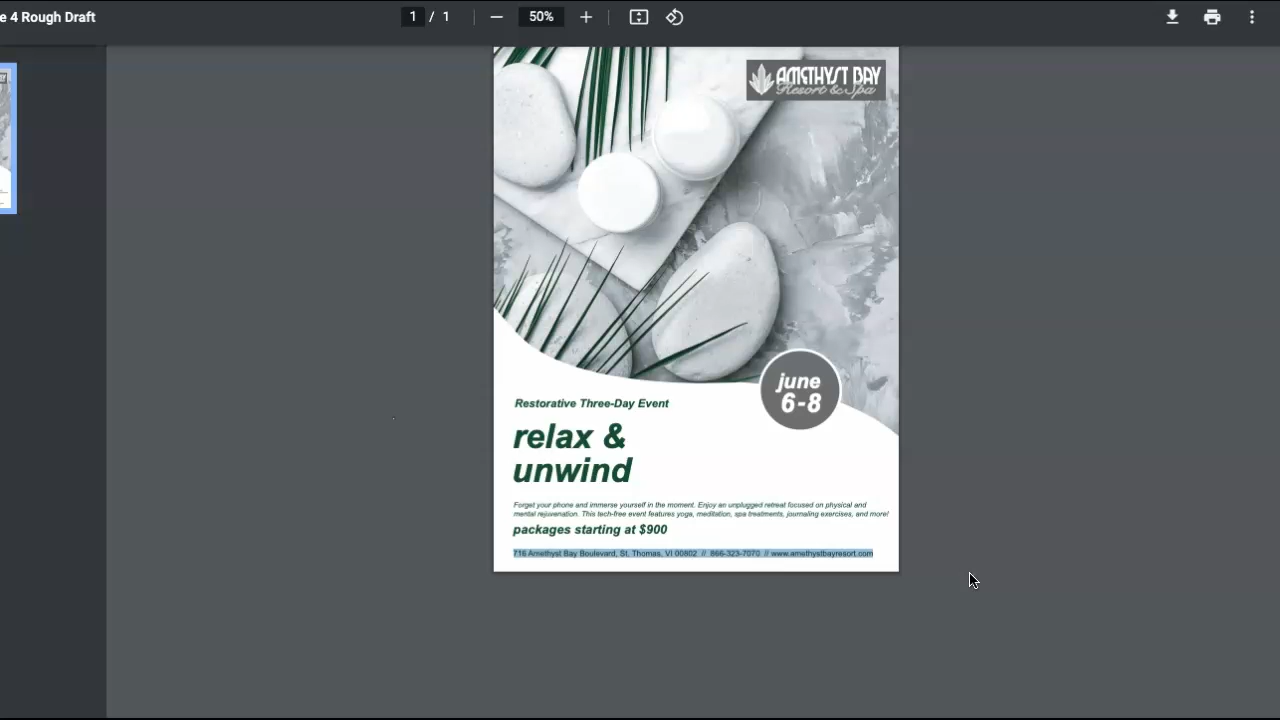 e 4 Rough Draft
1 / 1
50%
AMETHYST BAY
Resort & Spa
june
6-8
Restorative Three-Day Event
relax &
unwind
Forget your phone and immerse yourself in the moment. Enjoy an unplugged retreat focused on physical and
mental rejuvenation. This tech-free event features yoga, meditation, spa treatments, journaling exercises, and more!
packages starting at $900
716 Amethyst Bay Boulevard, St. Thomas, VI 00802 // 866-323-7070 // www.amethystbayresort.com